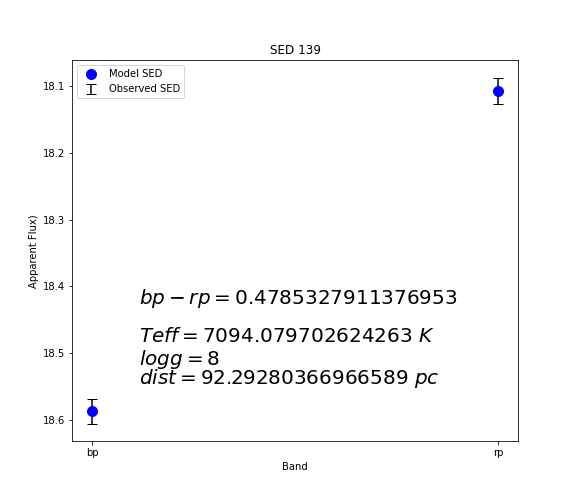 SED 139
Model SED
Observed SED
18.1
18.2
18.3
18.4
18.5
18.6
Apparent Flux)
bp − rp = 0.4785327911376953
Teff = 7094.079702624263 K
logg = 8
dist = 92.29280366966589 pc
bp
rp
Band